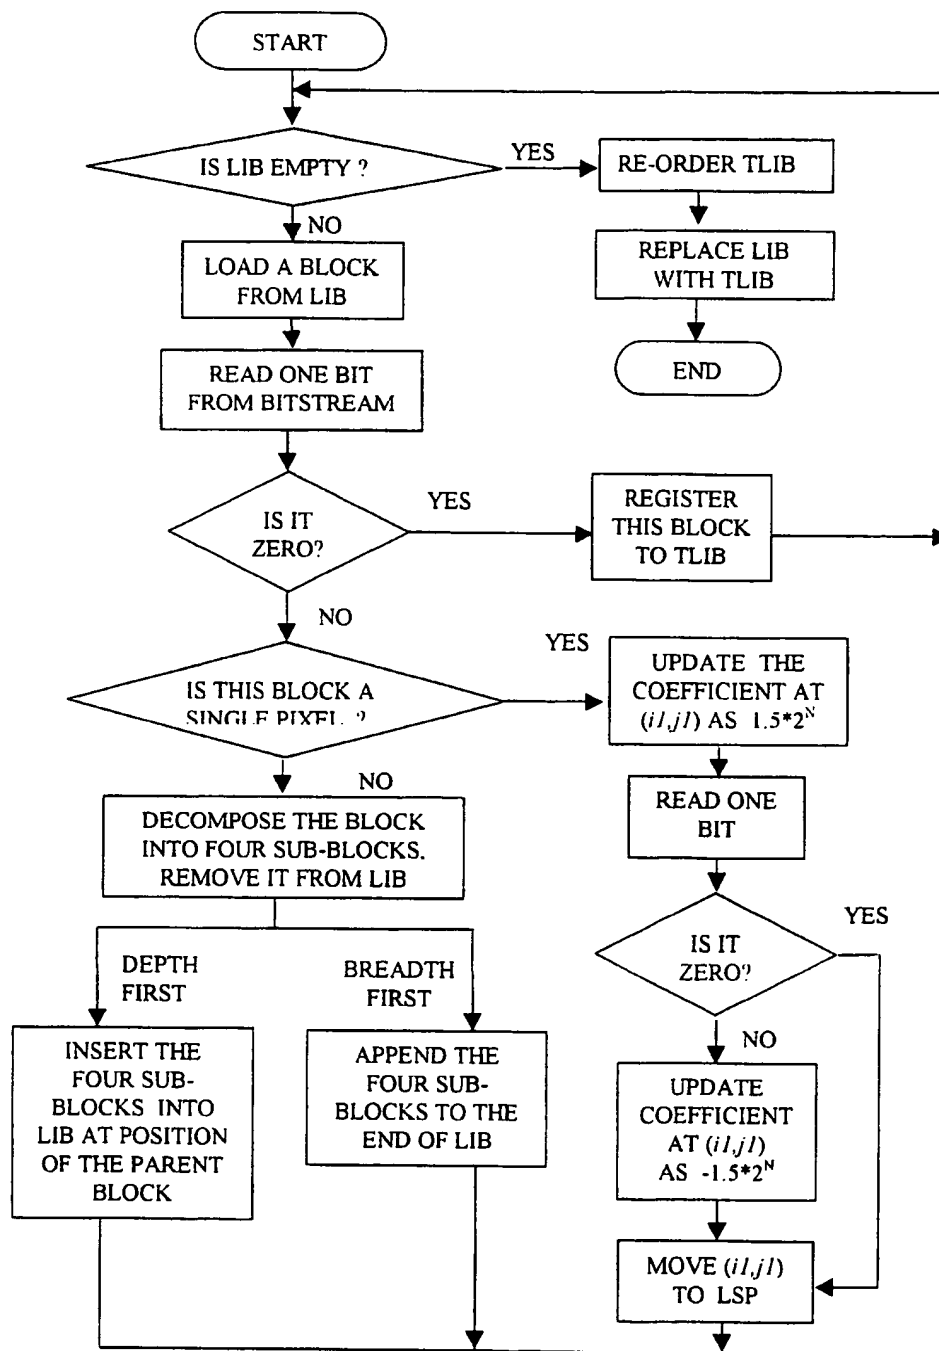 START
IS LIB EMPTY ?
YES
RE-ORDER TLIB
NO
REPLACE LIB
WITH TLIB
LOAD A BLOCK
FROM LIB
END
READ ONE BIT
FROM BITSTREAM
IS IT
ZERO?
YES
REGISTER
THIS BLOCK
TO TLIB
NO
IS THIS BLOCK A
SINGLE PIXEL ?
YES
UPDATE THE
COEFFICIENT AT
(i1,j1) AS 1.5*2^N
NO
READ ONE
BIT
DECOMPOSE THE BLOCK
INTO FOUR SUB-BLOCKS.
REMOVE IT FROM LIB
IS IT
ZERO?
YES
DEPTH
FIRST
BREADTH
FIRST
NO
INSERT THE
FOUR SUB-
BLOCKS INTO
LIB AT POSITION
OF THE PARENT
BLOCK
APPEND THE
FOUR SUB-
BLOCKS TO THE
END OF LIB
UPDATE
COEFFICIENT
AT (i1,j1)
AS -1.5*2^N
MOVE (i1,j1)
TO LSP